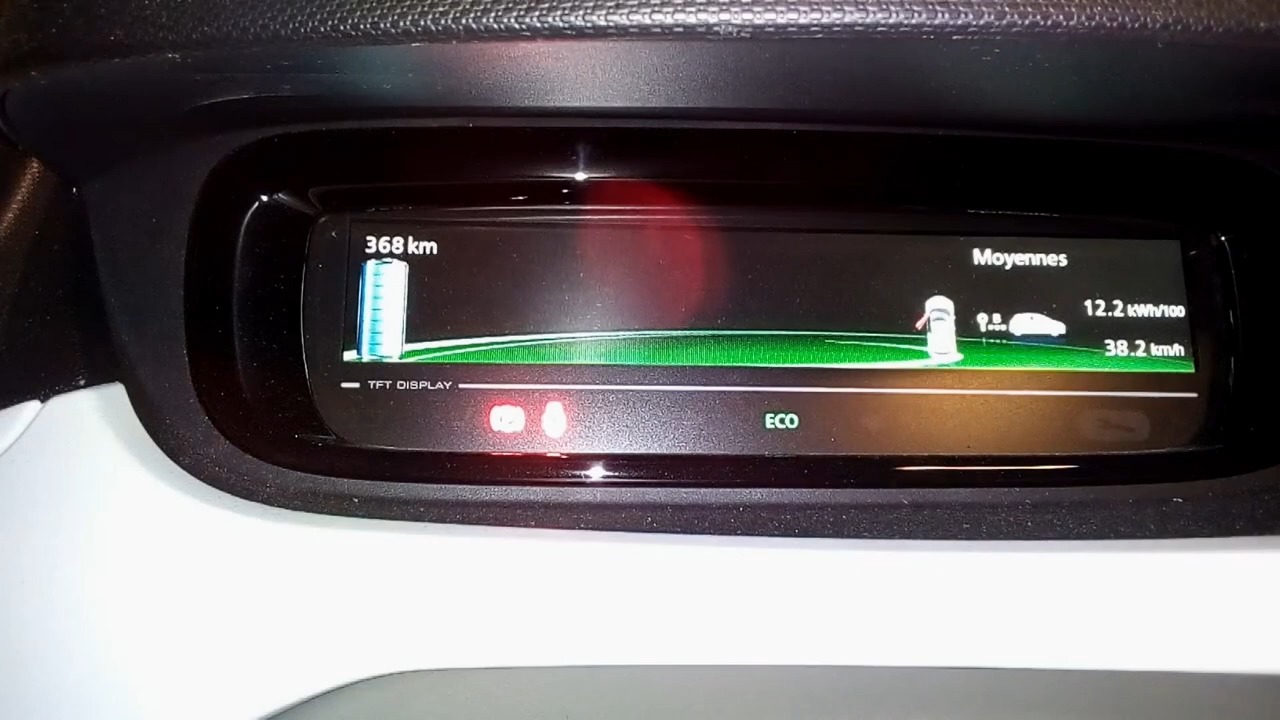 368 km
Moyennes
12.2 kWh/100
38.2 km/h
TFT DISPLAY
ECO